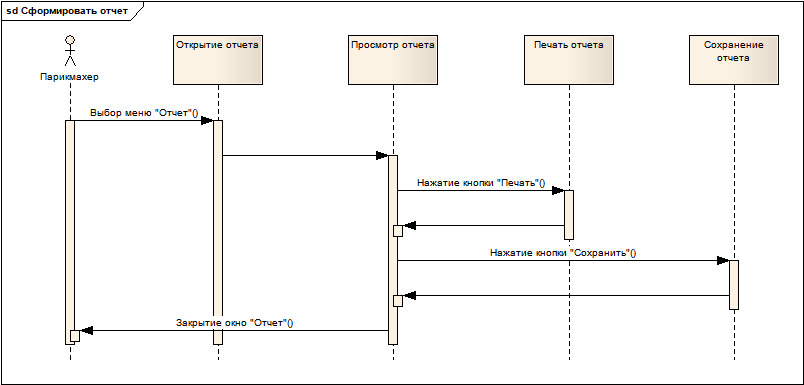 sd Сформировать отчет
Парикмахер
Открытие отчета
Просмотр отчета
Печать отчета
Сохранение
отчета
Выбор меню "Отчет"()
Нажатие кнопки "Печать"()
Нажатие кнопки "Сохранить"()
Закрытие окно "Отчет"()